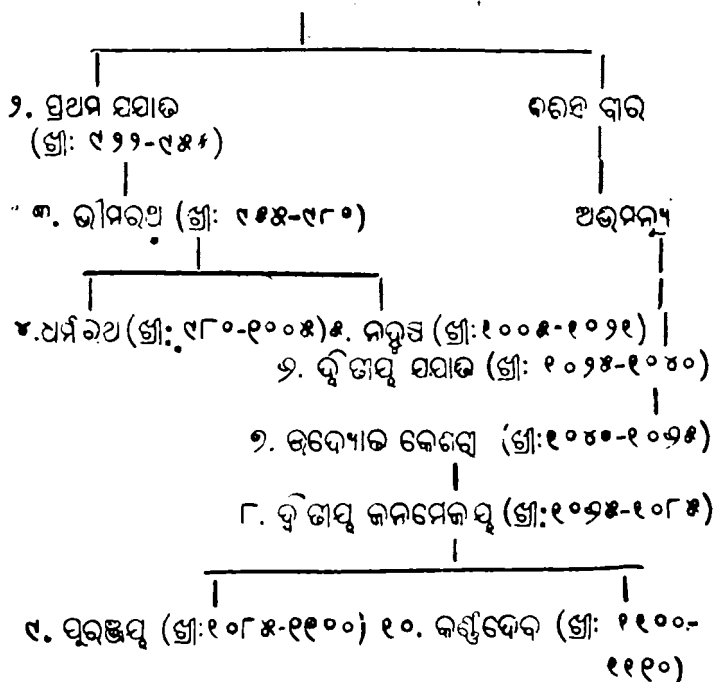 ୨. ପ୍ରଥମ ଯଯାତି ବିଚିତ୍ର ବୀର
(ଖ୍ରୀ: ୯୨୨-୯୫୫)
୩. ଭୀମରଥ (ଖ୍ରୀ: ୯୫୫-୯୮୦) ଅଭିମନ୍ୟୁ
୪.ଧର୍ମରଥ(ଖ୍ରୀ: ୯୮୦-୧୦୦୫)୫. ନହୁଷ (ଖ୍ରୀ:୧୦୦୫-୧୦୨୧)
୬. ଦ୍ୱିତୀୟ ଯଯାତି (ଖ୍ରୀ: ୧୦୨୫-୧୦୪୦)
୭. ଉଦ୍ୟୋତ କେଶରୀ (ଖ୍ରୀ:୧୦୪୦-୧୦୬୫)
୮. ଦ୍ୱିତୀୟ ଜନମେଜୟ (ଖ୍ରୀ:୧୦୬୫-୧୦୮୫)
୯. ପୁରଞ୍ଜୟ (ଖ୍ରୀ:୧୦୮୫-୧୧୦୦) ୧୦. କର୍ଣ୍ଣଦେବ (ଖ୍ରୀ: ୧୧୦୦-
୧୧୧୦)